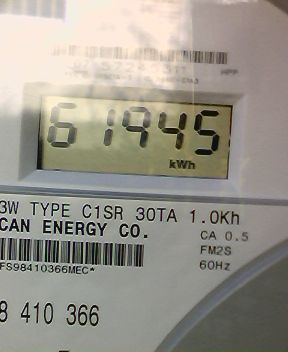 61945
kWh
3W TYPE C1SR 30TA 1.0Kh
CAN ENERGY CO.
CA 0.5
FM2S
60Hz
FS98410366MEC*
8 410 366